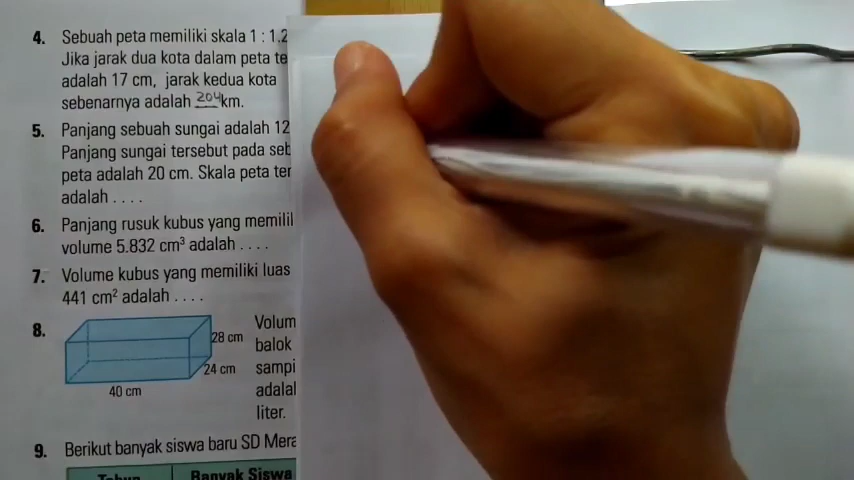 4. Sebuah peta memiliki skala 1 : 1.2
Jika jarak dua kota dalam peta te
adalah 17 cm, jarak kedua kota
sebenarnya adalah 204 km.
5. Panjang sebuah sungai adalah 12
Panjang sungai tersebut pada seb
peta adalah 20 cm. Skala peta ter
adalah . . . .
6. Panjang rusuk kubus yang memilil
volume 5.832 cm³ adalah . . . .
7. Volume kubus yang memiliki luas
441 cm² adalah . . . .
8. 28 cm
24 cm
40 cm
Volum
balok
sampi
adalal
liter.
9. Berikut banyak siswa baru SD Mera
Tahun Banyak Siswa